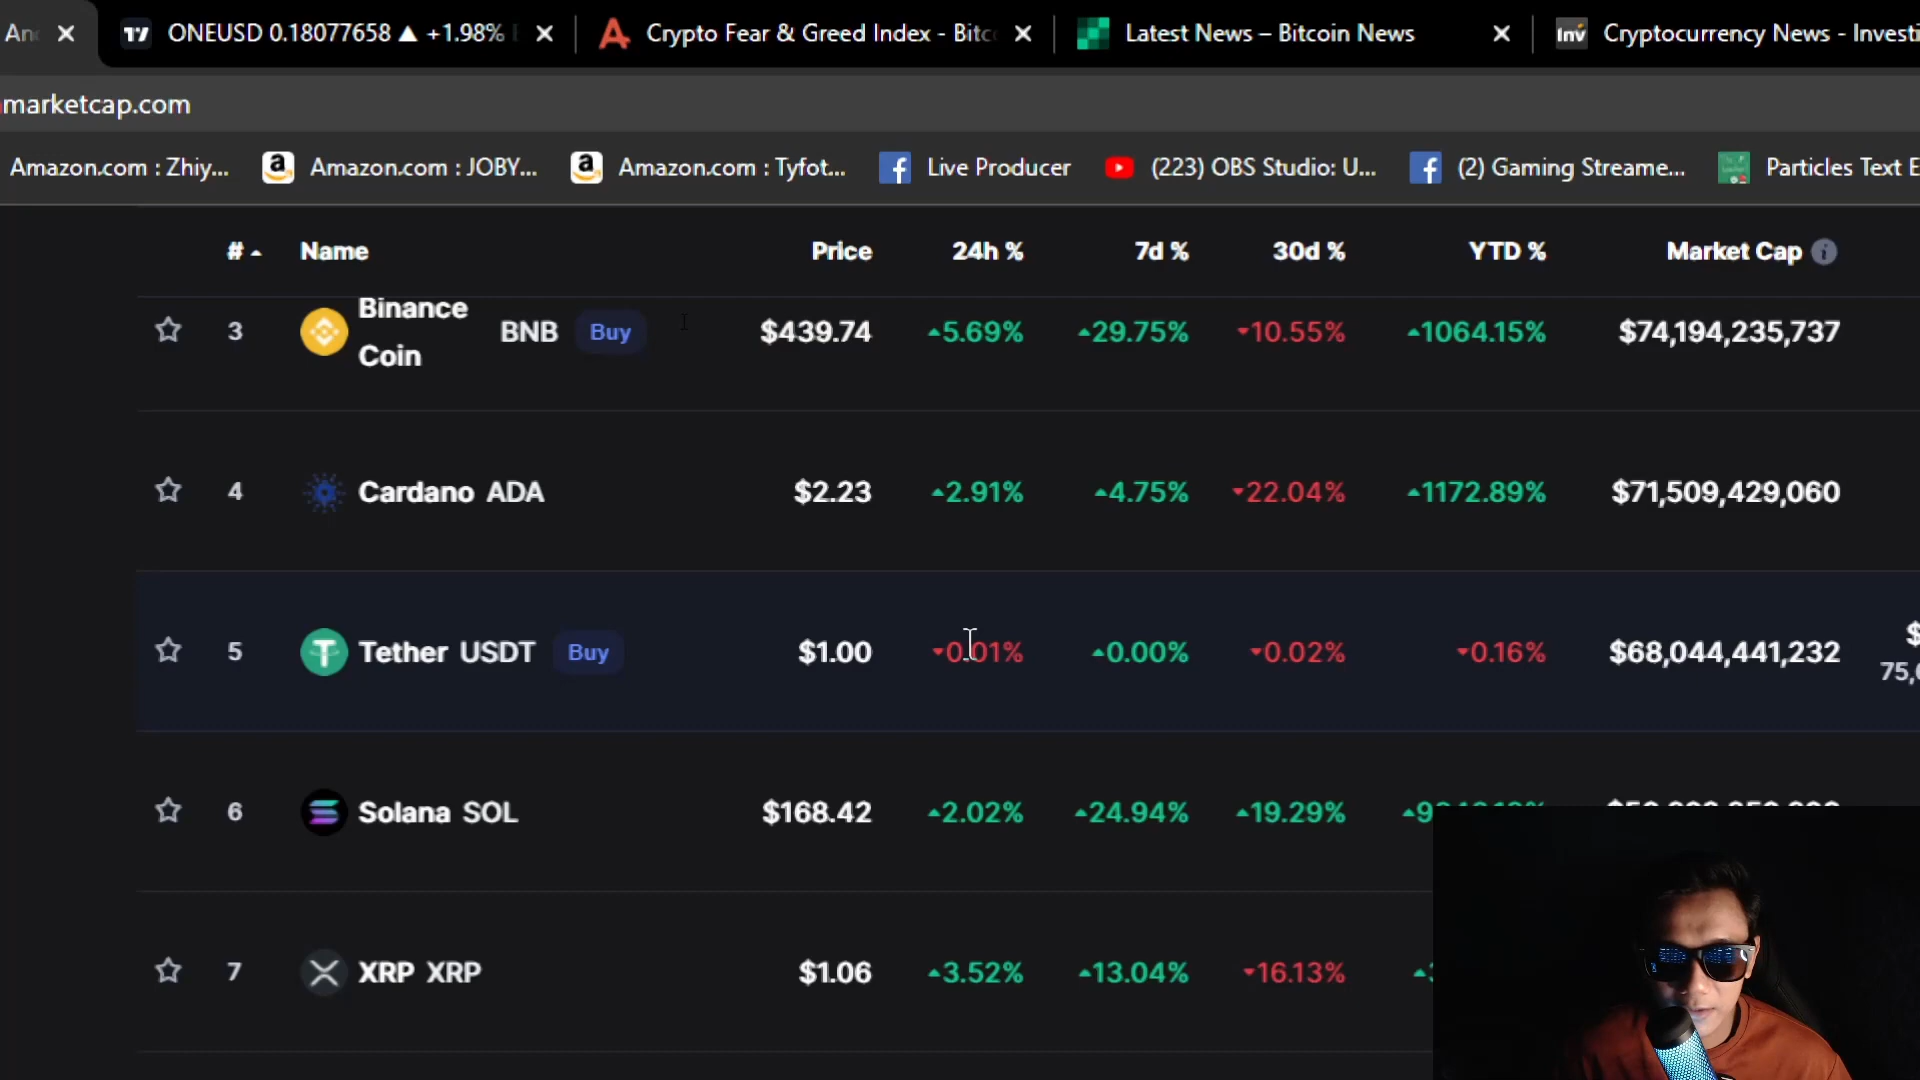 ONEUSD 0.18077658 ▲ +1.98%
Crypto Fear & Greed Index - Bitc
Latest News – Bitcoin News
Cryptocurrency News - Investi
marketcap.com
Amazon.com : Zhiy...
Amazon.com : JOBY...
Amazon.com : Tyfot...
Live Producer
(223) OBS Studio: U...
(2) Gaming Streame...
Particles Text E
# Name Price 24h % 7d % 30d % YTD % Market Cap
3 Binance Coin BNB Buy $439.74 5.69% 29.75% 10.55% 1064.15% $74,194,235,737
4 Cardano ADA $2.23 2.91% 4.75% 22.04% 1172.89% $71,509,429,060
5 Tether USDT Buy $1.00 0.01% 0.00% 0.02% 0.16% $68,044,441,232
6 Solana SOL $168.42 2.02% 24.94% 19.29%
7 XRP XRP $1.06 3.52% 13.04% 16.13%